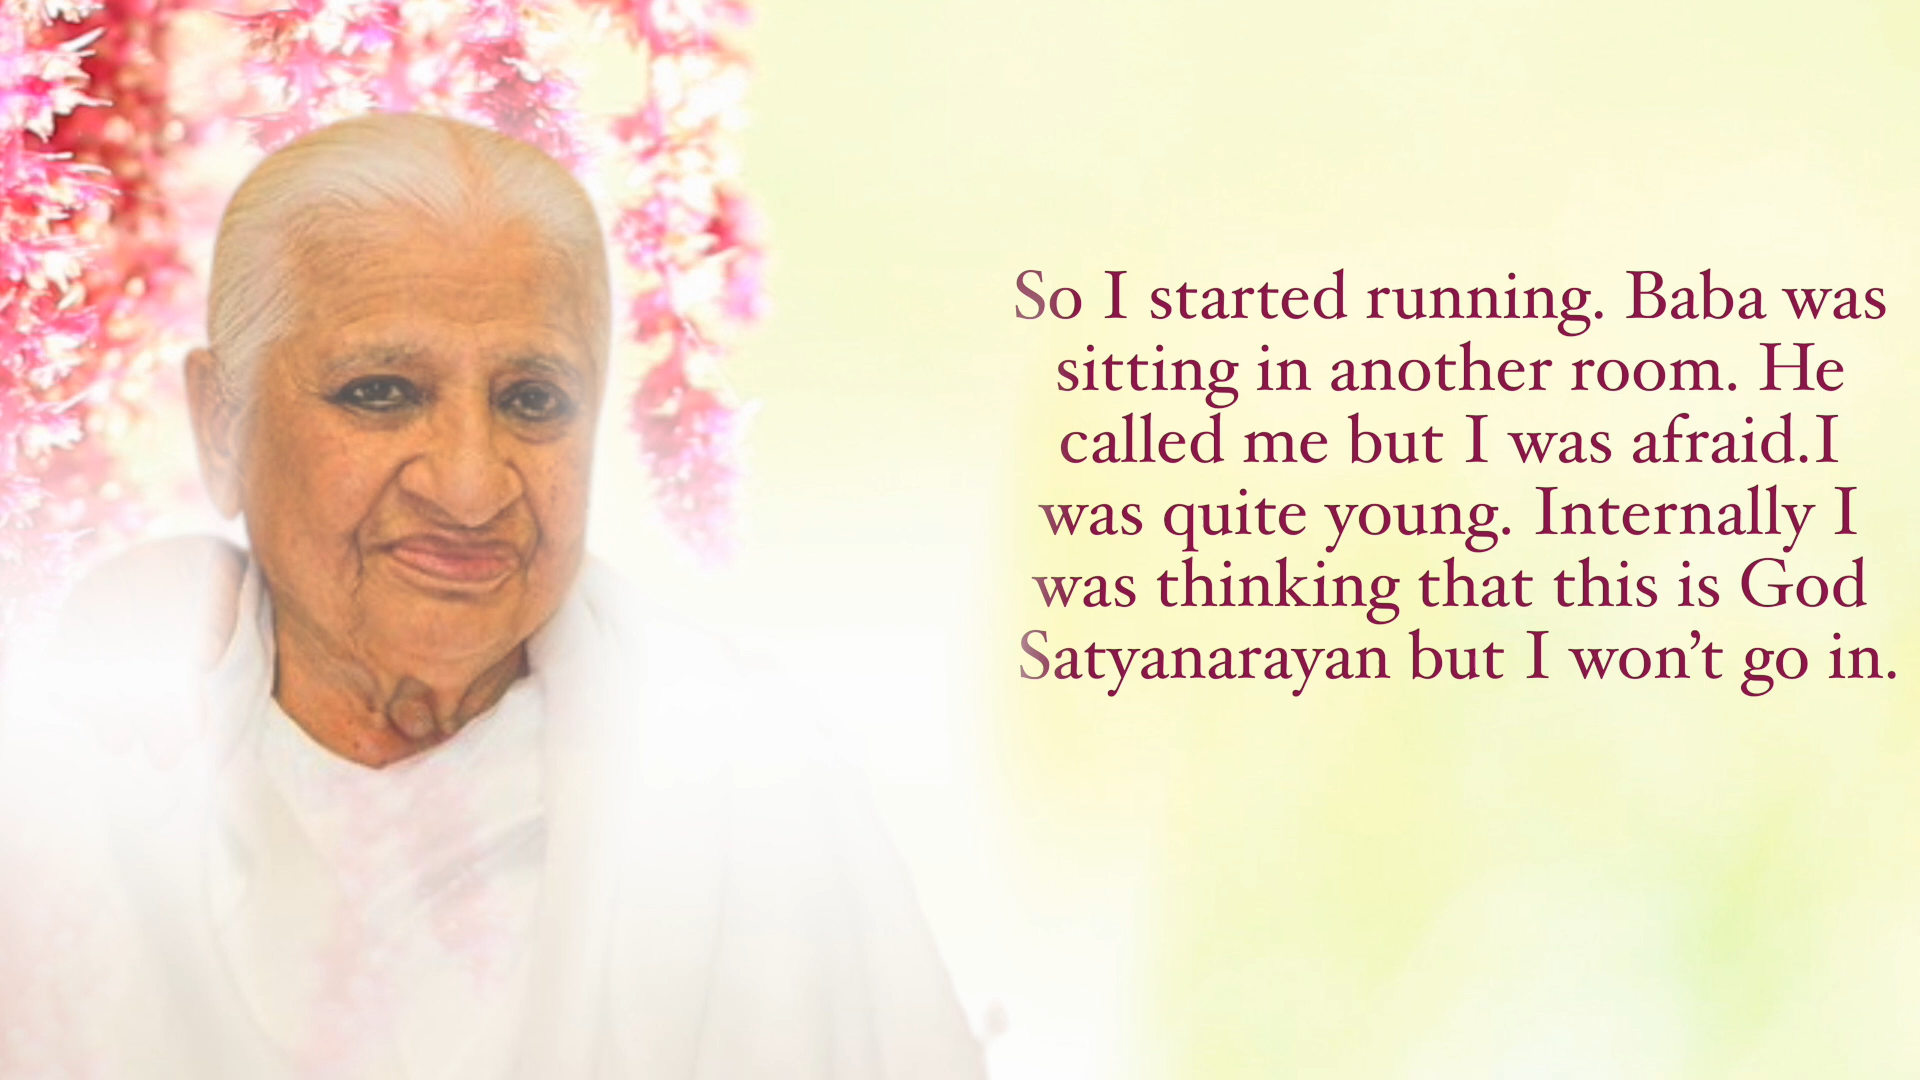 So I started running. Baba was
sitting in another room. He
called me but I was afraid.I
was quite young. Internally I
was thinking that this is God
Satyanarayan but I won’t go in.